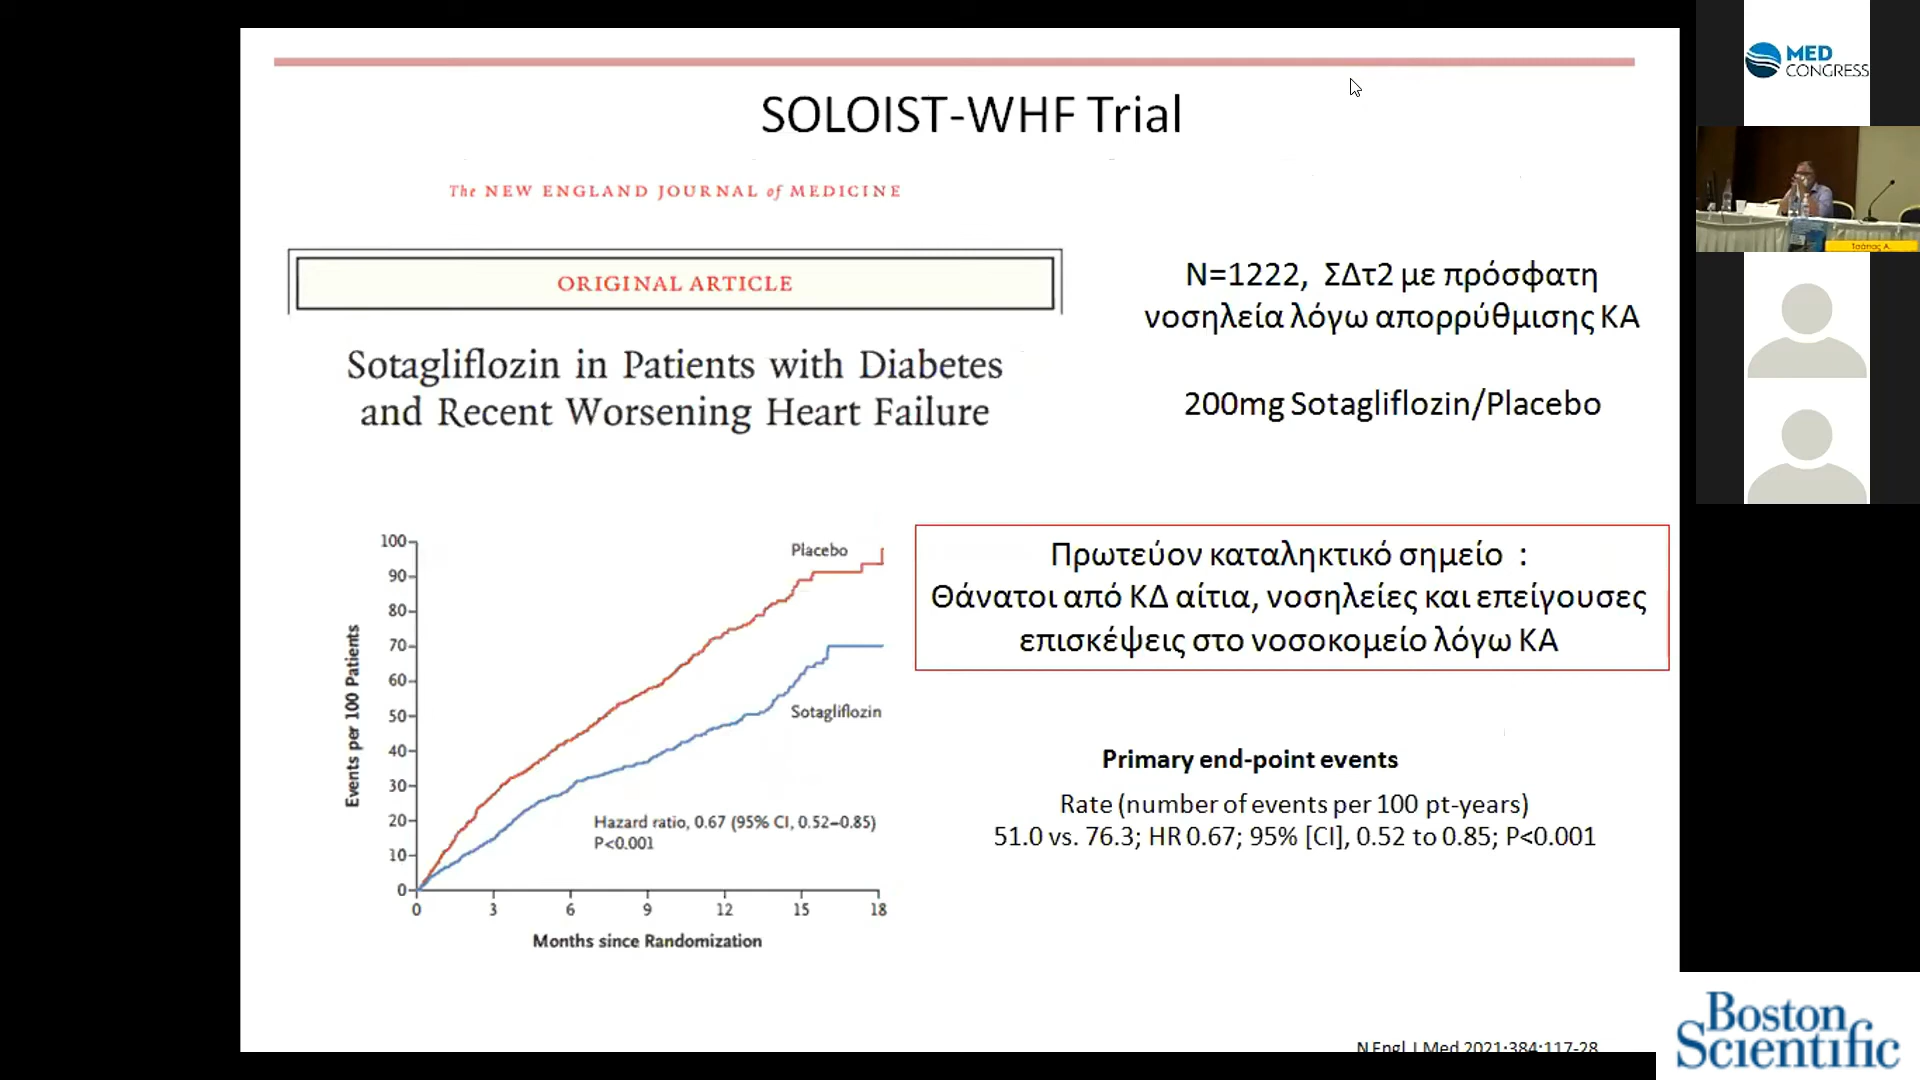 SOLOIST-WHF Trial
The NEW ENGLAND JOURNAL of MEDICINE
ORIGINAL ARTICLE
Sotagliflozin in Patients with Diabetes
and Recent Worsening Heart Failure
N=1222, ΣΔτ2 με πρόσφατη
νοσηλεία λόγω απορρύθμισης ΚΑ
200mg Sotagliflozin/Placebo
Events per 100 Patients
100
90
80
70
60
50
40
30
20
10
0
Placebo
Sotagliflozin
Hazard ratio, 0.67 (95% CI, 0.52–0.85)
P<0.001
0 3 6 9 12 15 18
Months since Randomization
Πρωτεύον καταληκτικό σημείο :
Θάνατοι από ΚΔ αίτια, νοσηλείες και επείγουσες
επισκέψεις στο νοσοκομείο λόγω ΚΑ
Primary end-point events
Rate (number of events per 100 pt-years)
51.0 vs. 76.3; HR 0.67; 95% [CI], 0.52 to 0.85; P<0.001
N Engl J Med 2021;384:117-28
MED
CONGRESS
Τσάπας Α.
Boston
Scientific